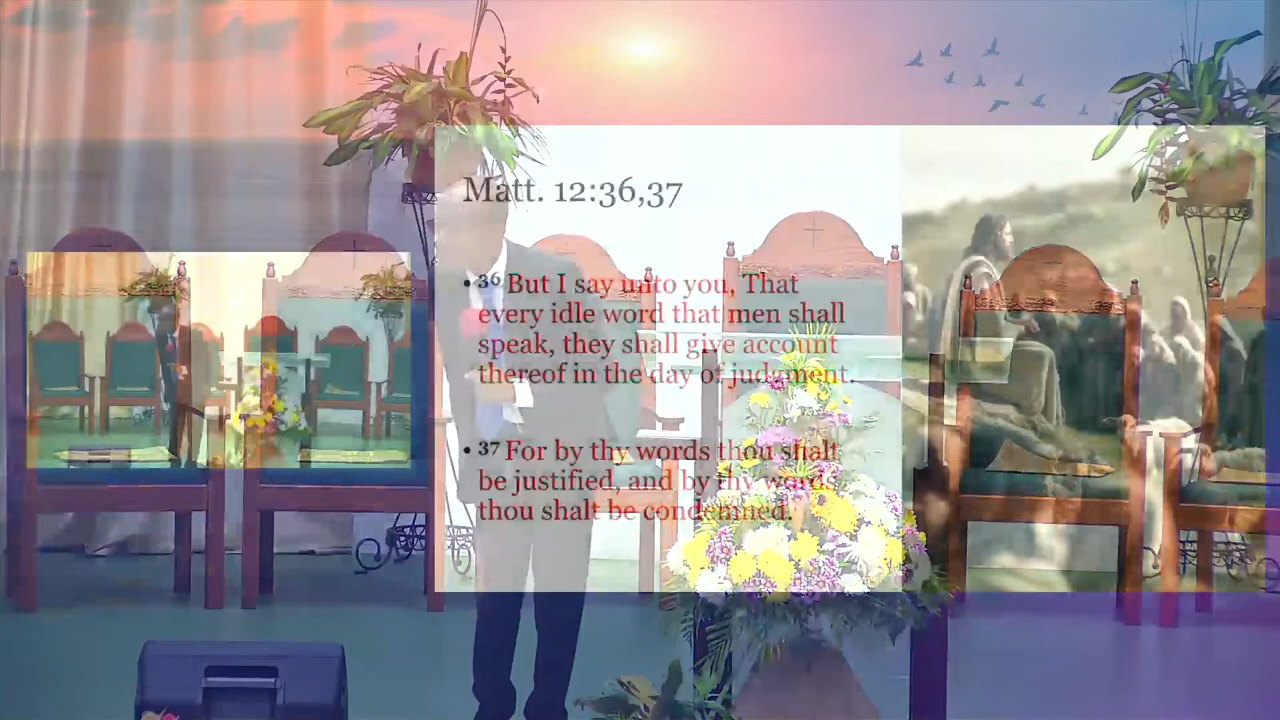 Matt. 12:36,37
• 36 But I say unto you, That
every idle word that men shall
speak, they shall give account
thereof in the day of judgment.
• 37 For by thy words thou shalt
be justified, and by thy words
thou shalt be condemned.